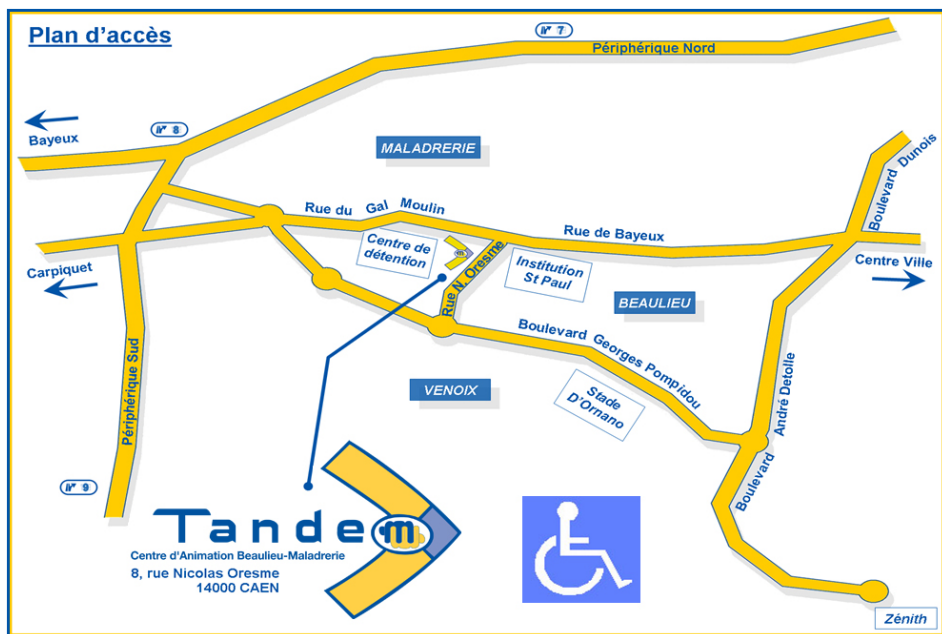 Plan d'accès
N° 7
Périphérique Nord
Bayeux
N° 8
MALADRERIE
Boulevard Dunois
Rue du Gal Moulin
Rue de Bayeux
Carpiquet
Centre de
détention
Rue N. Oresme
Institution
St Paul
BEAULIEU
Centre Ville
Périphérique Sud
Boulevard Georges Pompidou
VENOIX
Stade
D'Ornano
Boulevard André Detolle
N° 9
Tandem
Centre d'Animation Beaulieu-Maladrerie
8, rue Nicolas Oresme
14000 CAEN
Zénith